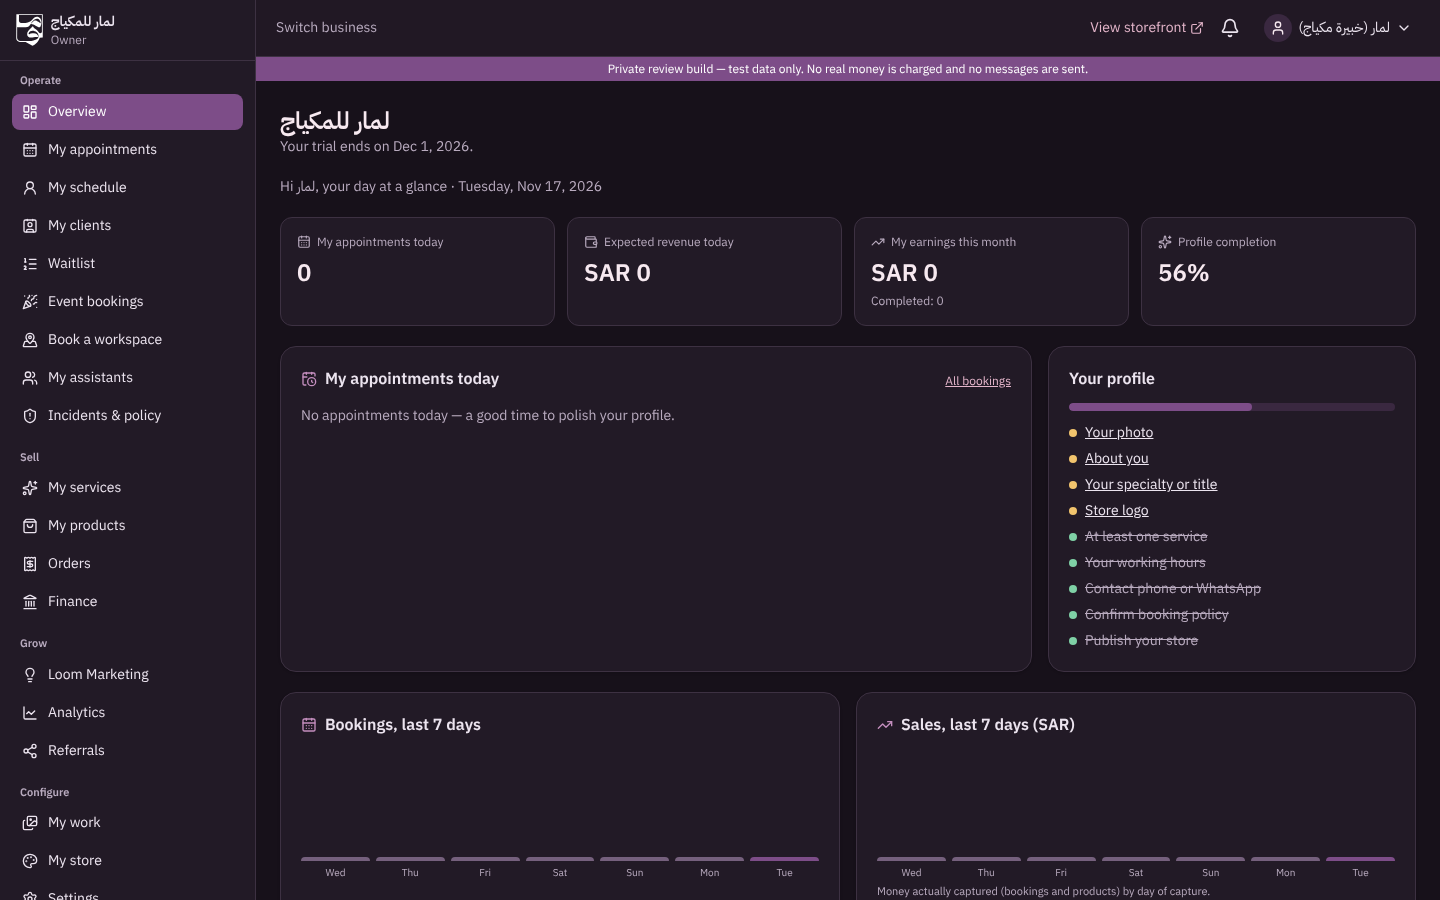 لمار للمكياج
Owner
Switch business
View storefront
لمار (خبيرة مكياج)
Private review build — test data only. No real money is charged and no messages are sent.
Operate
Overview
My appointments
My schedule
My clients
Waitlist
Event bookings
Book a workspace
My assistants
Incidents & policy
Sell
My services
My products
Orders
Finance
Grow
Loom Marketing
Analytics
Referrals
Configure
My work
My store
Settings
لمار للمكياج
Your trial ends on Dec 1, 2026.
Hi لمار, your day at a glance · Tuesday, Nov 17, 2026
My appointments today
0
Expected revenue today
SAR 0
My earnings this month
SAR 0
Completed: 0
Profile completion
56%
My appointments today
All bookings
No appointments today — a good time to polish your profile.
Your profile
Your photo
About you
Your specialty or title
Store logo
At least one service
Your working hours
Contact phone or WhatsApp
Confirm booking policy
Publish your store
Bookings, last 7 days
Wed Thu Fri Sat Sun Mon Tue
Sales, last 7 days (SAR)
Wed Thu Fri Sat Sun Mon Tue
Money actually captured (bookings and products) by day of capture.